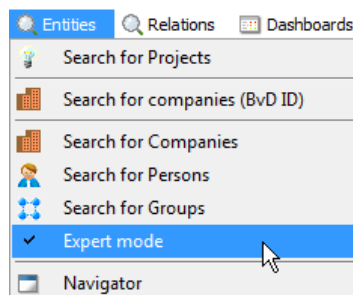 Entities Relations Dashboards
Search for Projects
Search for companies (BvD ID)
Search for Companies
Search for Persons
Search for Groups
Expert mode
Navigator